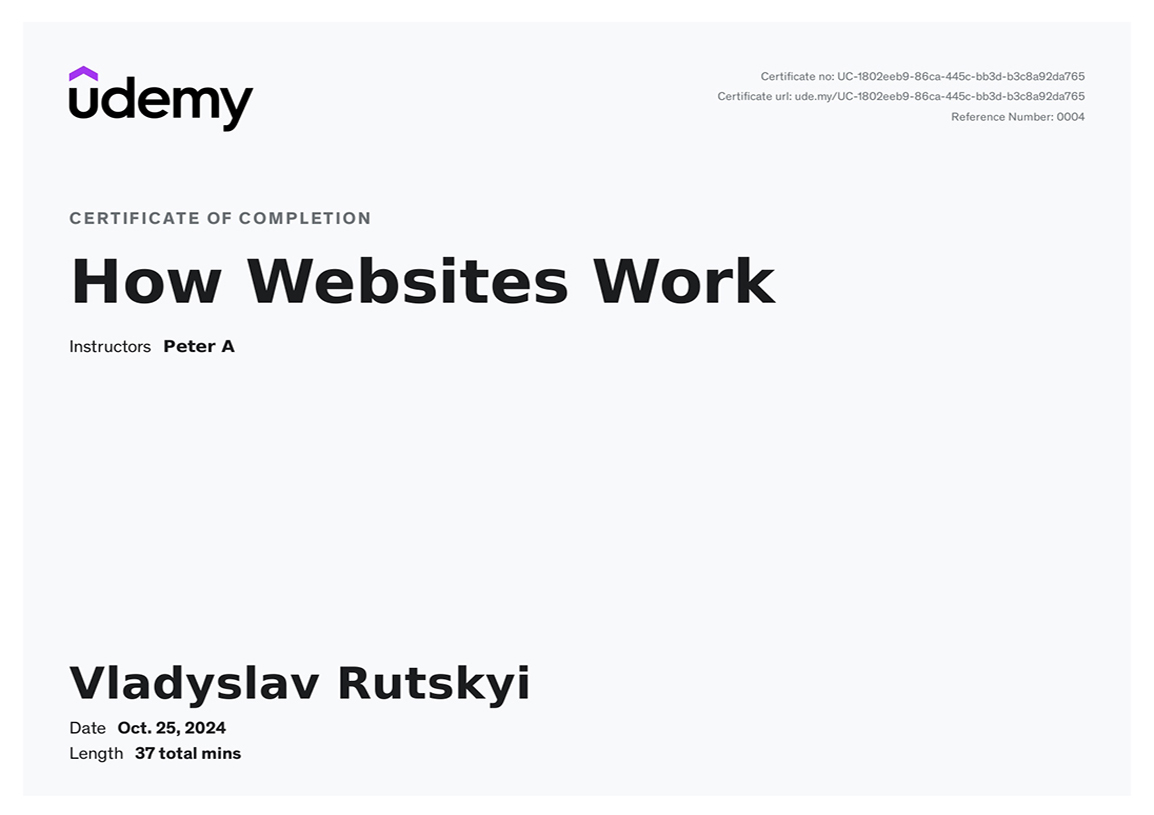 udemy
Certificate no: UC-1802eeb9-86ca-445c-bb3d-b3c8a92da765
Certificate url: ude.my/UC-1802eeb9-86ca-445c-bb3d-b3c8a92da765
Reference Number: 0004
CERTIFICATE OF COMPLETION
How Websites Work
Instructors Peter A
Vladyslav Rutskyi
Date Oct. 25, 2024
Length 37 total mins